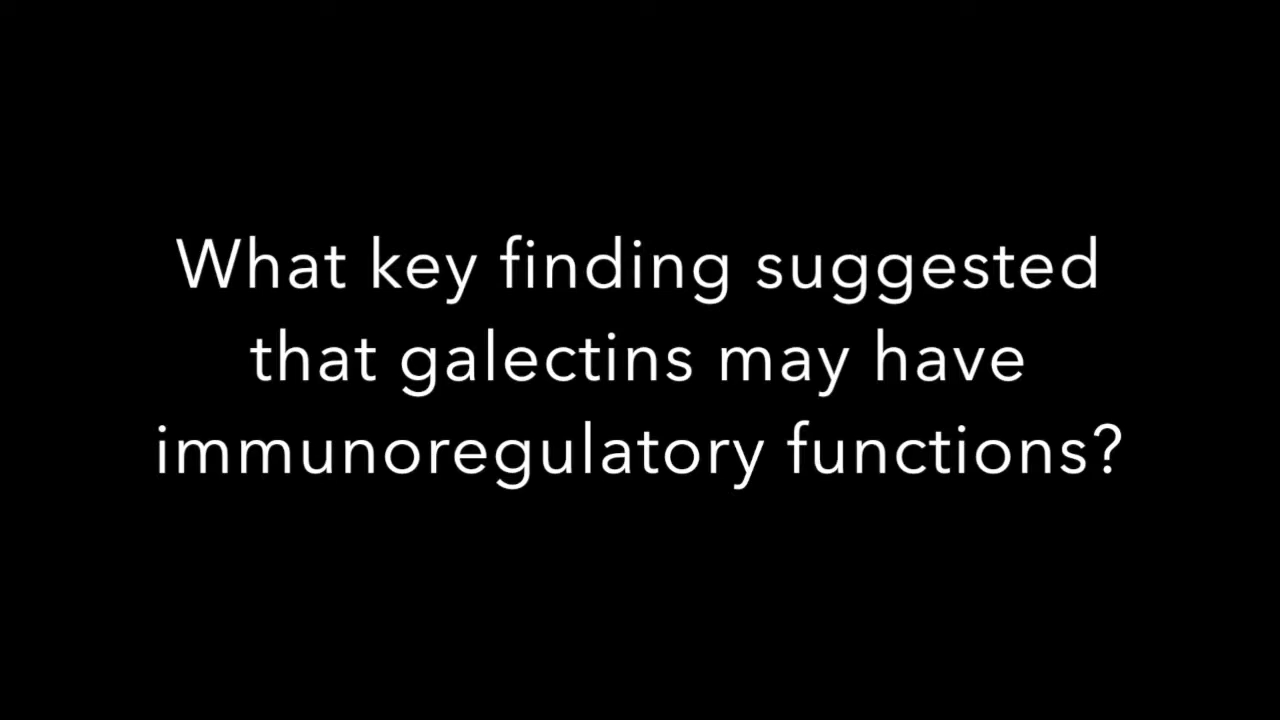 What key finding suggested
that galectins may have
immunoregulatory functions?